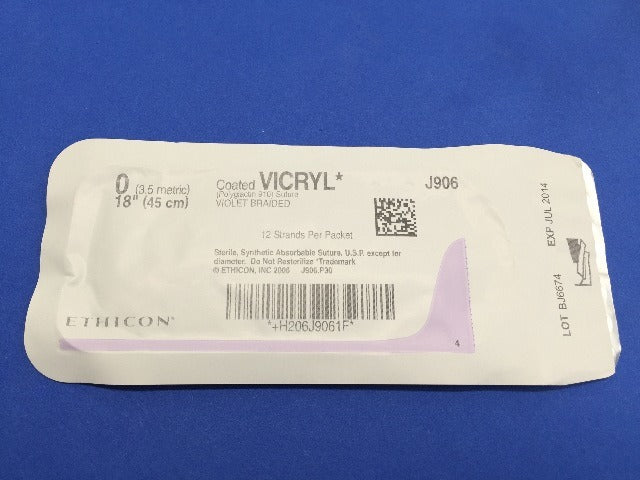 0 (3.5 metric)
18" (45 cm)
Coated VICRYL*
(Polyglactin 910) Suture
VIOLET BRAIDED
J906
12 Strands Per Packet
Sterile, Synthetic Absorbable Suture, U.S.P. except for
diameter. Do Not Resterilize *Trademark
© ETHICON, INC 2006 J906.P30
*+H206J9061F*
ETHICON*
4
LOT BJ6674
EXP JUL 2014